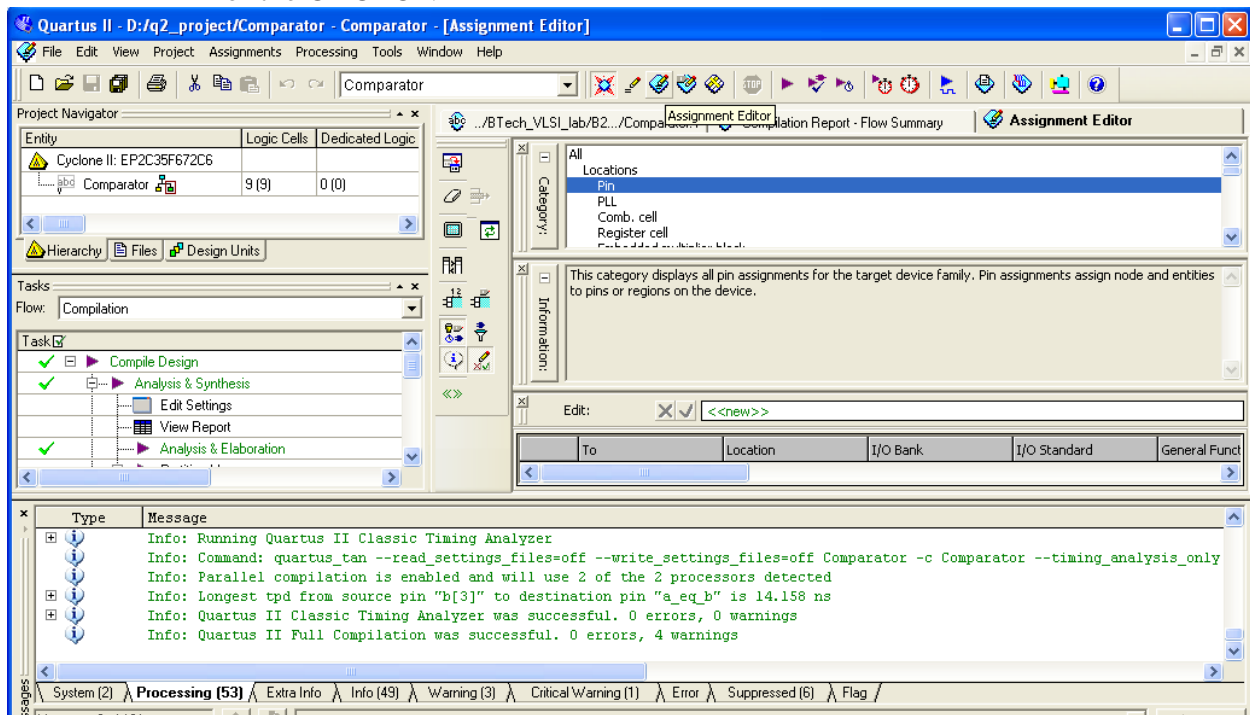 Quartus II - D:/q2_project/Comparator - Comparator - [Assignment Editor]
File Edit View Project Assignments Processing Tools Window Help
Comparator
Assignment Editor
Project Navigator
Entity Logic Cells Dedicated Logic
Cyclone II: EP2C35F672C6
abc Comparator 9 (9) 0 (0)
Hierarchy Files Design Units
Tasks
Flow: Compilation
Task
Compile Design
Analysis & Synthesis
Edit Settings
View Report
Analysis & Elaboration
abc .../BTech_VLSI_lab/B2.../Comparator. Compilation Report - Flow Summary Assignment Editor
Category:
All
Locations
Pin
PLL
Comb. cell
Register cell
Embedded multiplier block
Information:
This category displays all pin assignments for the target device family. Pin assignments assign node and entities
to pins or regions on the device.
Edit: <<new>>
To Location I/O Bank I/O Standard General Funct
Type Message
Info: Running Quartus II Classic Timing Analyzer
Info: Command: quartus_tan --read_settings_files=off --write_settings_files=off Comparator -c Comparator --timing_analysis_only
Info: Parallel compilation is enabled and will use 2 of the 2 processors detected
Info: Longest tpd from source pin "b[3]" to destination pin "a_eq_b" is 14.158 ns
Info: Quartus II Classic Timing Analyzer was successful. 0 errors, 0 warnings
Info: Quartus II Full Compilation was successful. 0 errors, 4 warnings
System (2) Processing (53) Extra Info Info (49) Warning (3) Critical Warning (1) Error Suppressed (6) Flag